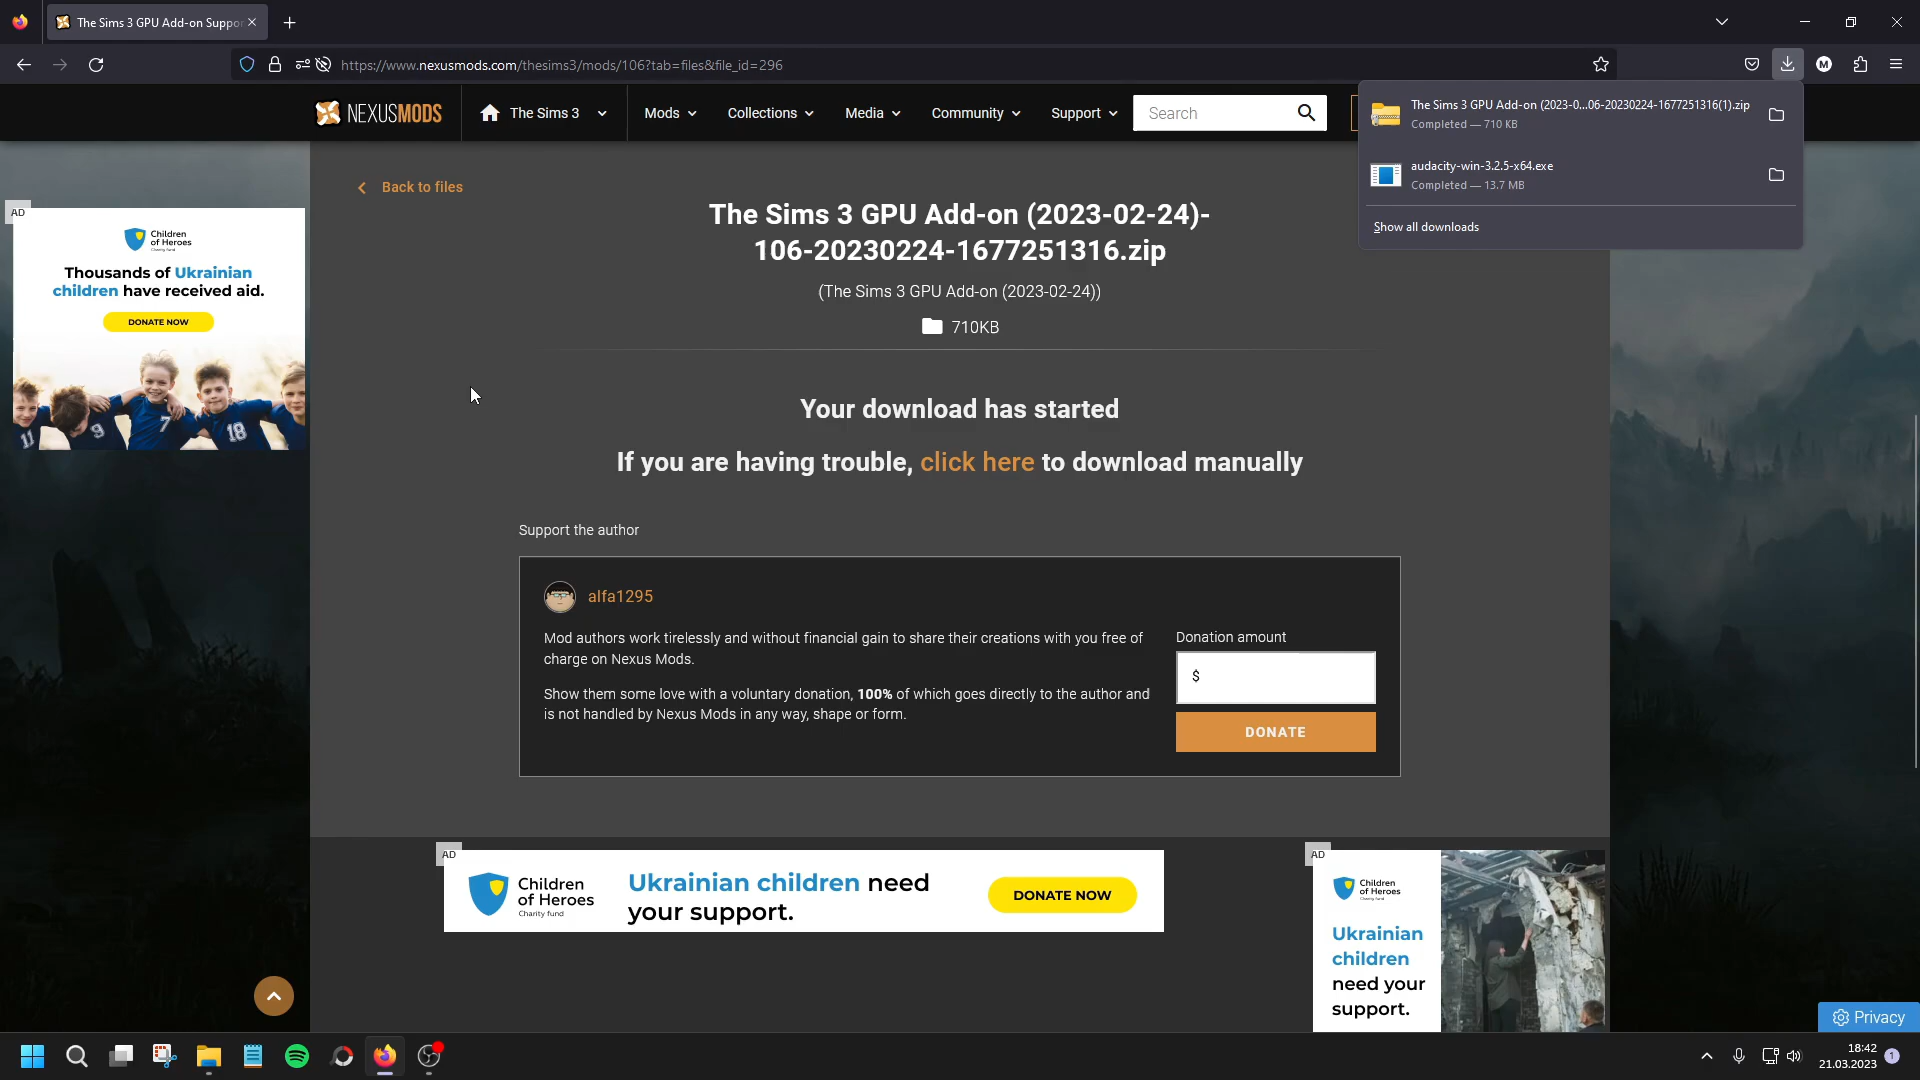 The Sims 3 GPU Add-on Suppor
https://www.nexusmods.com/thesims3/mods/106?tab=files&file_id=296
M
NEXUSMODS
The Sims 3
Mods
Collections
Media
Community
Support
Search
The Sims 3 GPU Add-on (2023-0...06-20230224-1677251316(1).zip
Completed — 710 KB
audacity-win-3.2.5-x64.exe
Completed — 13.7 MB
Show all downloads
Back to files
The Sims 3 GPU Add-on (2023-02-24)-
106-20230224-1677251316.zip
(The Sims 3 GPU Add-on (2023-02-24))
710KB
AD
Children
of Heroes
Charity fund
Thousands of Ukrainian
children have received aid.
DONATE NOW
11
9
7
18
Your download has started
If you are having trouble, click here to download manually
Support the author
alfa1295
Mod authors work tirelessly and without financial gain to share their creations with you free of
charge on Nexus Mods.
Show them some love with a voluntary donation, 100% of which goes directly to the author and
is not handled by Nexus Mods in any way, shape or form.
Donation amount
$
DONATE
AD
Children
of Heroes
Charity fund
Ukrainian children need
your support.
DONATE NOW
AD
Children
of Heroes
Charity fund
Ukrainian
children
need your
support.
Privacy
18:42
21.03.2023
1